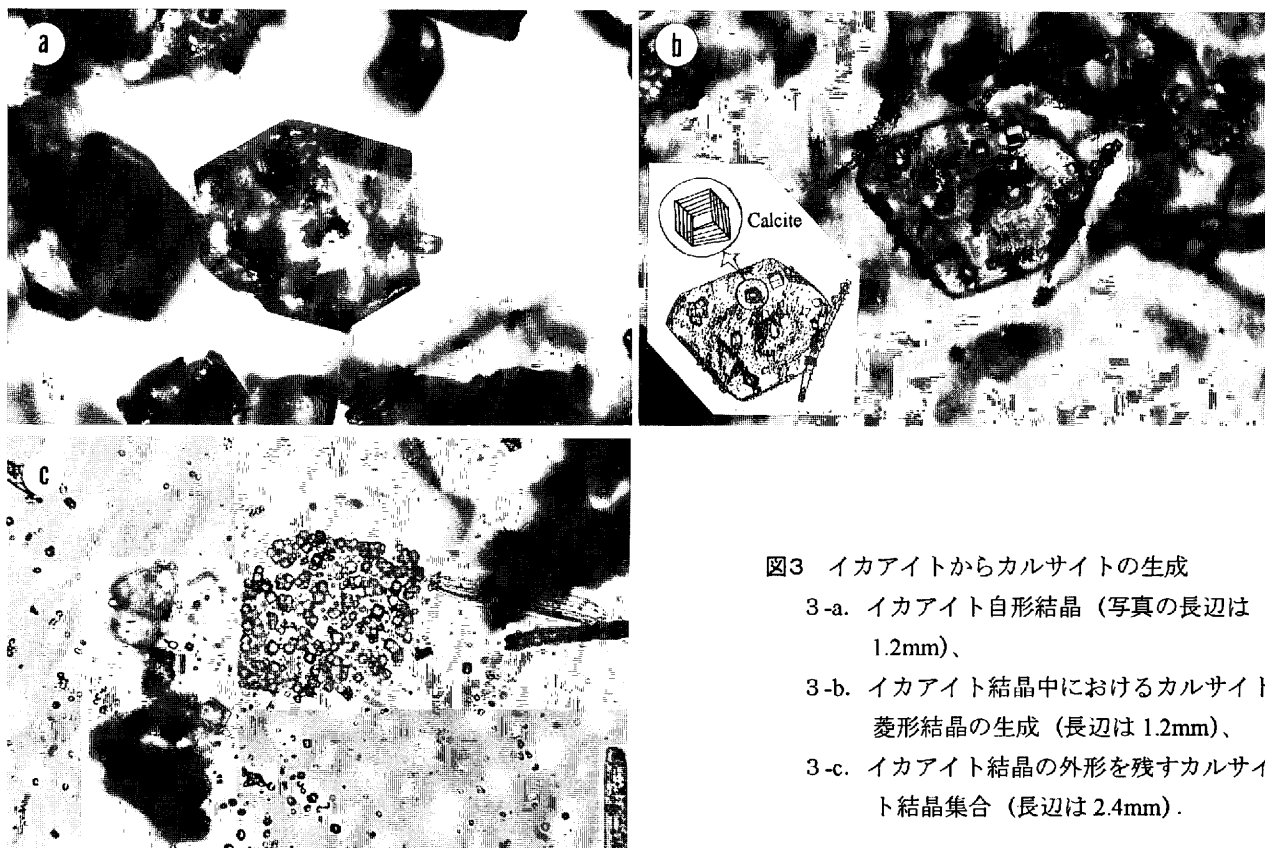 a
b
Calcite
c
図3 イカアイトからカルサイトの生成
3-a. イカアイト自形結晶（写真の長辺は
1.2mm）、
3-b. イカアイト結晶中におけるカルサイト
菱形結晶の生成（長辺は1.2mm）、
3-c. イカアイト結晶の外形を残すカルサイ
ト結晶集合（長辺は2.4mm）.